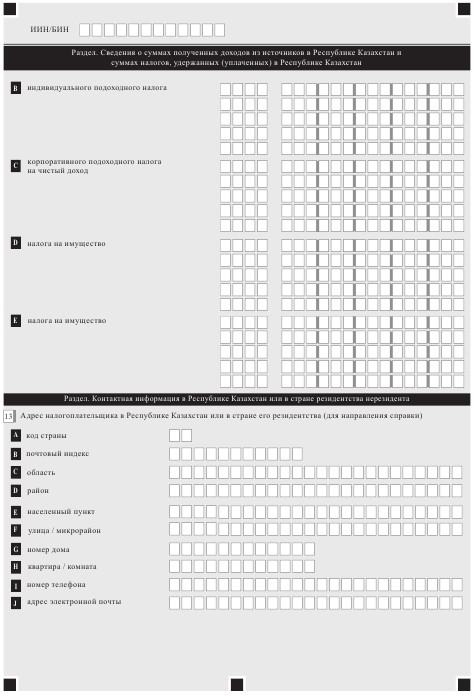 ИИН/БИН
Раздел. Сведения о суммах полученных доходов из источников в Республике Казахстан и
суммах налогов, удержанных (уплаченных) в Республике Казахстан
B индивидуального подоходного налога
C корпоративного подоходного налога
на чистый доход
D налога на имущество
E налога на имущество
Раздел. Контактная информация в Республике Казахстан или в стране резидентства нерезидента
13 Адрес налогоплательщика в Республике Казахстан или в стране его резидентства (для направления справки)
A код страны
B почтовый индекс
C область
D район
E населенный пункт
F улица / микрорайон
G номер дома
H квартира / комната
I номер телефона
J адрес электронной почты